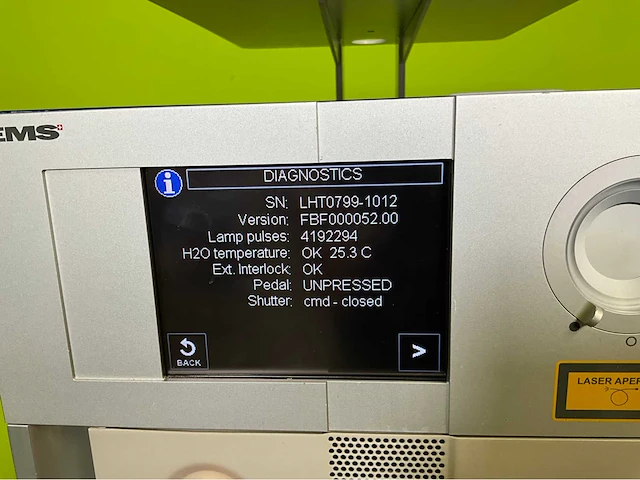 EMS
DIAGNOSTICS
SN: LHT0799-1012
Version: FBF000052.00
Lamp pulses: 4192294
H2O temperature: OK 25.3 C
Ext. Interlock: OK
Pedal: UNPRESSED
Shutter: cmd - closed
BACK
>
LASER APER